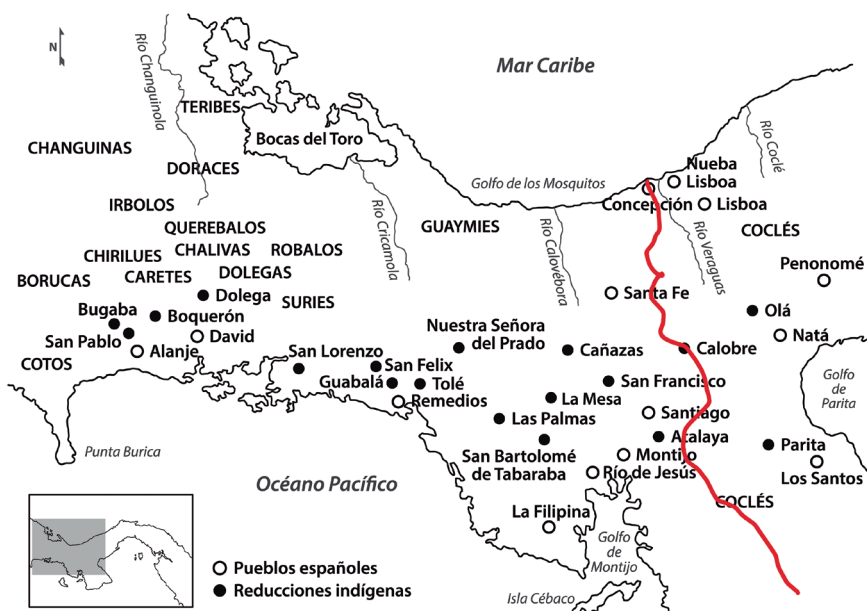 N
Río Changuinola
TERIBES
Mar Caribe
CHANGUINAS
Bocas del Toro
DORACES
Golfo de los Mosquitos
Nueba
Lisboa
Río Coclé
IRBOLOS
Río Cricamola
Concepción
Lisboa
QUEREBALOS
GUAYMIES
Río Calovébora
Río Veraguas
COCLÉS
CHIRILUES
CHALIVAS
ROBALOS
Penonomé
BORUCAS
CARETES
DOLEGAS
Dolega
SURIES
Santa Fe
Bugaba
Boquerón
Olá
San Pablo
David
Nuestra Señora
del Prado
Natá
Alanje
Cañazas
Calobre
COTOS
San Lorenzo
San Felix
Golfo
de
Parita
Guabalá
Tolé
San Francisco
Remedios
La Mesa
Las Palmas
Santiago
Punta Burica
San Bartolomé
de Tabaraba
Atalaya
Parita
Montijo
Río de Jesús
Los Santos
Océano Pacífico
La Filipina
COCLÉS
Golfo
de
Montijo
Pueblos españoles
Reducciones indígenas
Isla Cébaco